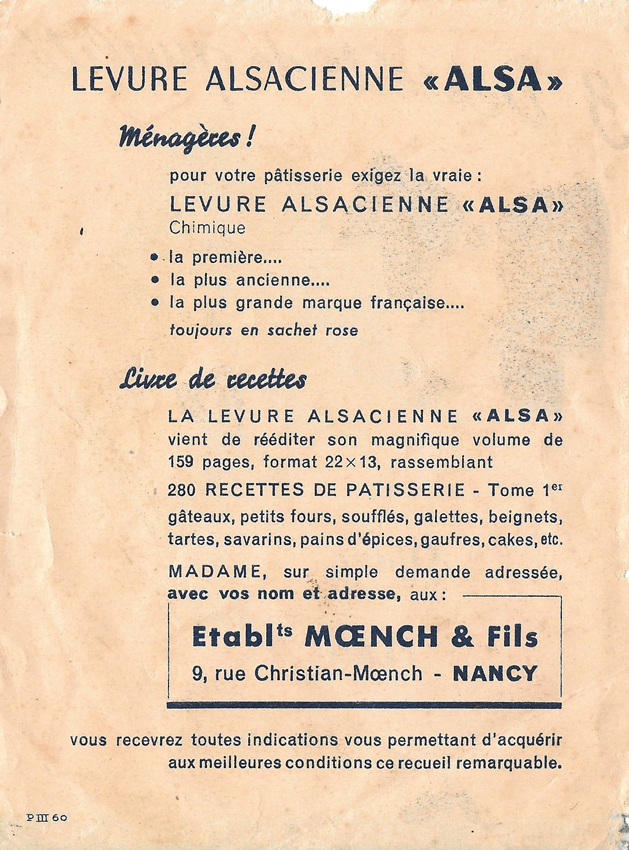 LEVURE ALSACIENNE «ALSA»
Ménagères !
pour votre pâtisserie exigez la vraie :
LEVURE ALSACIENNE «ALSA»
Chimique
• la première....
• la plus ancienne....
• la plus grande marque française....
toujours en sachet rose
Livre de recettes
LA LEVURE ALSACIENNE «ALSA»
vient de rééditer son magnifique volume de
159 pages, format 22×13, rassemblant
280 RECETTES DE PATISSERIE - Tome 1er
gâteaux, petits fours, soufflés, galettes, beignets,
tartes, savarins, pains d'épices, gaufres, cakes, etc.
MADAME, sur simple demande adressée,
avec vos nom et adresse, aux :
Etablts MŒNCH & Fils
9, rue Christian-Mœnch - NANCY
vous recevrez toutes indications vous permettant d'acquérir
aux meilleures conditions ce recueil remarquable.
P III 60